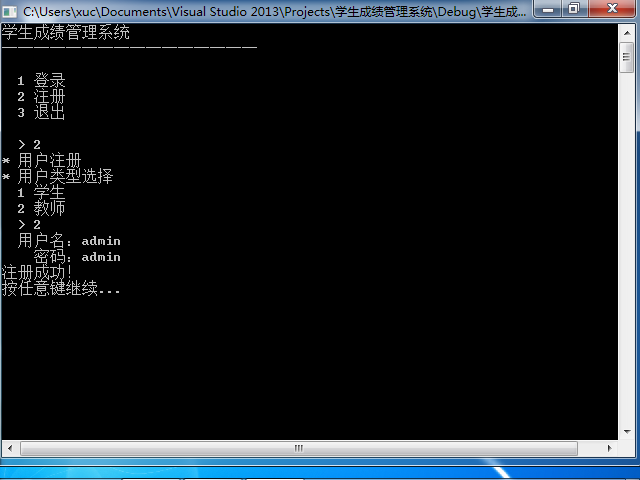 C:\Users\xuc\Documents\Visual Studio 2013\Projects\学生成绩管理系统\Debug\学生成...
学生成绩管理系统
1 登录
2 注册
3 退出
> 2
* 用户注册
* 用户类型选择
1 学生
2 教师
> 2
用户名：admin
密码：admin
注册成功!
按任意键继续...